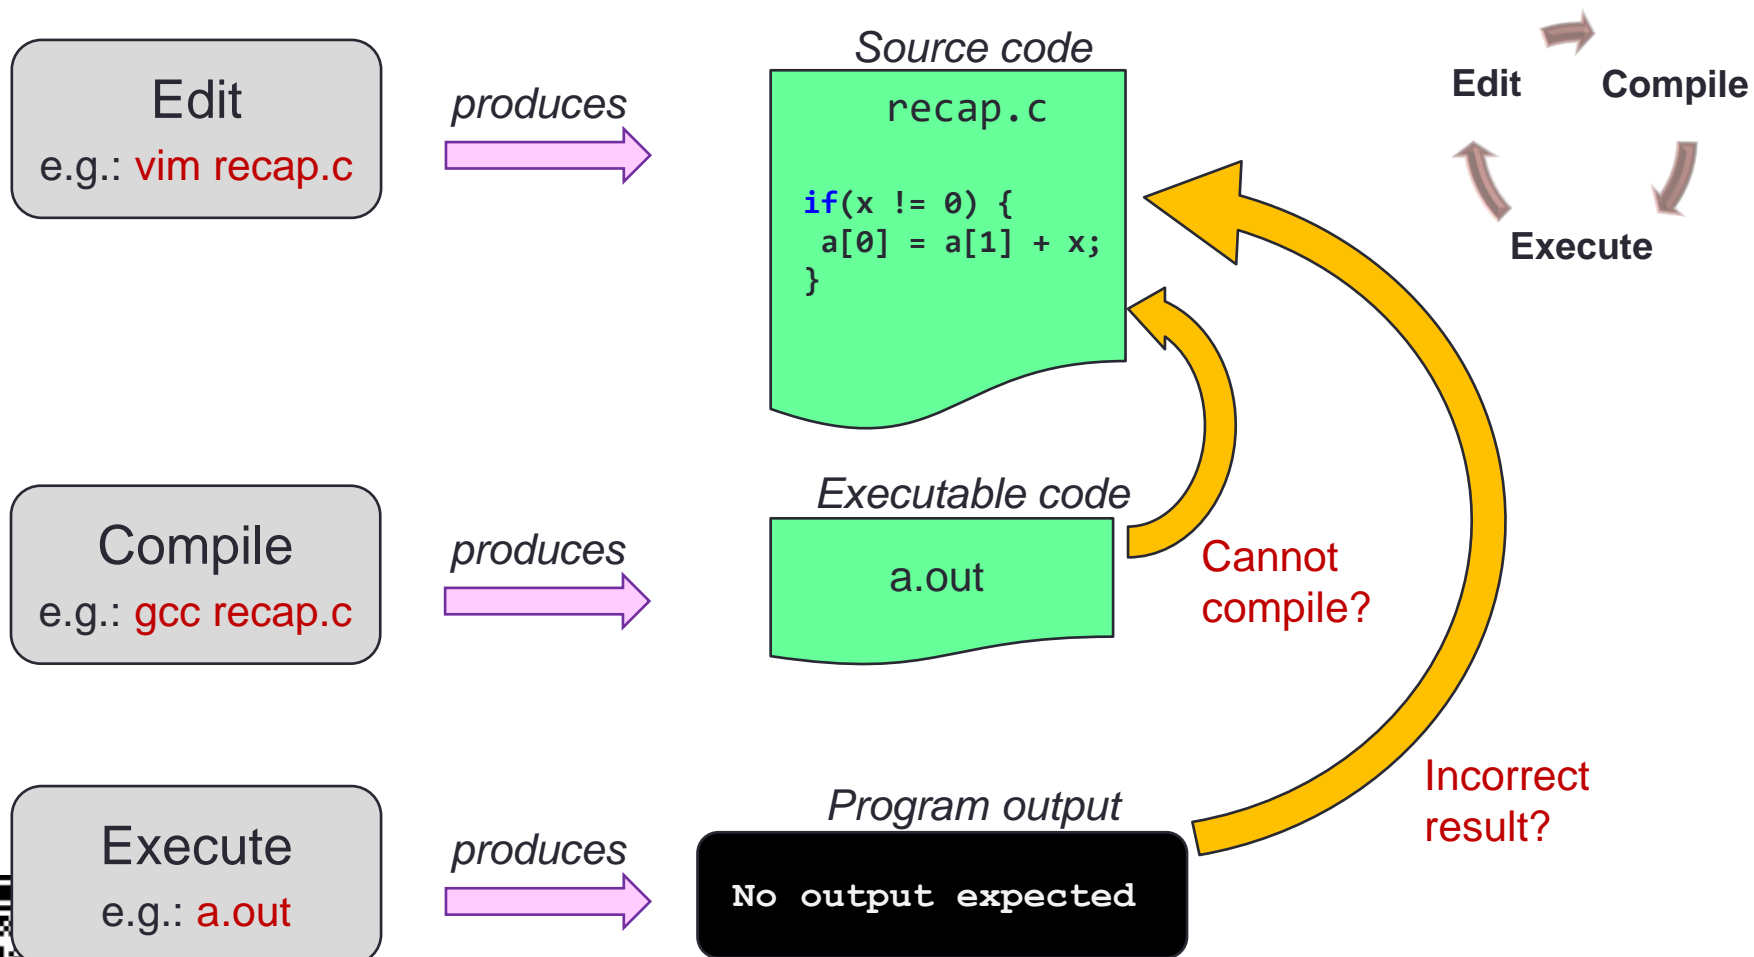 Edit
e.g.: vim recap.c
produces
Source code
recap.c
if(x != 0) {
a[0] = a[1] + x;
}
Edit
Compile
Execute
Compile
e.g.: gcc recap.c
produces
Executable code
a.out
Cannot
compile?
Execute
e.g.: a.out
produces
Program output
No output expected
Incorrect
result?